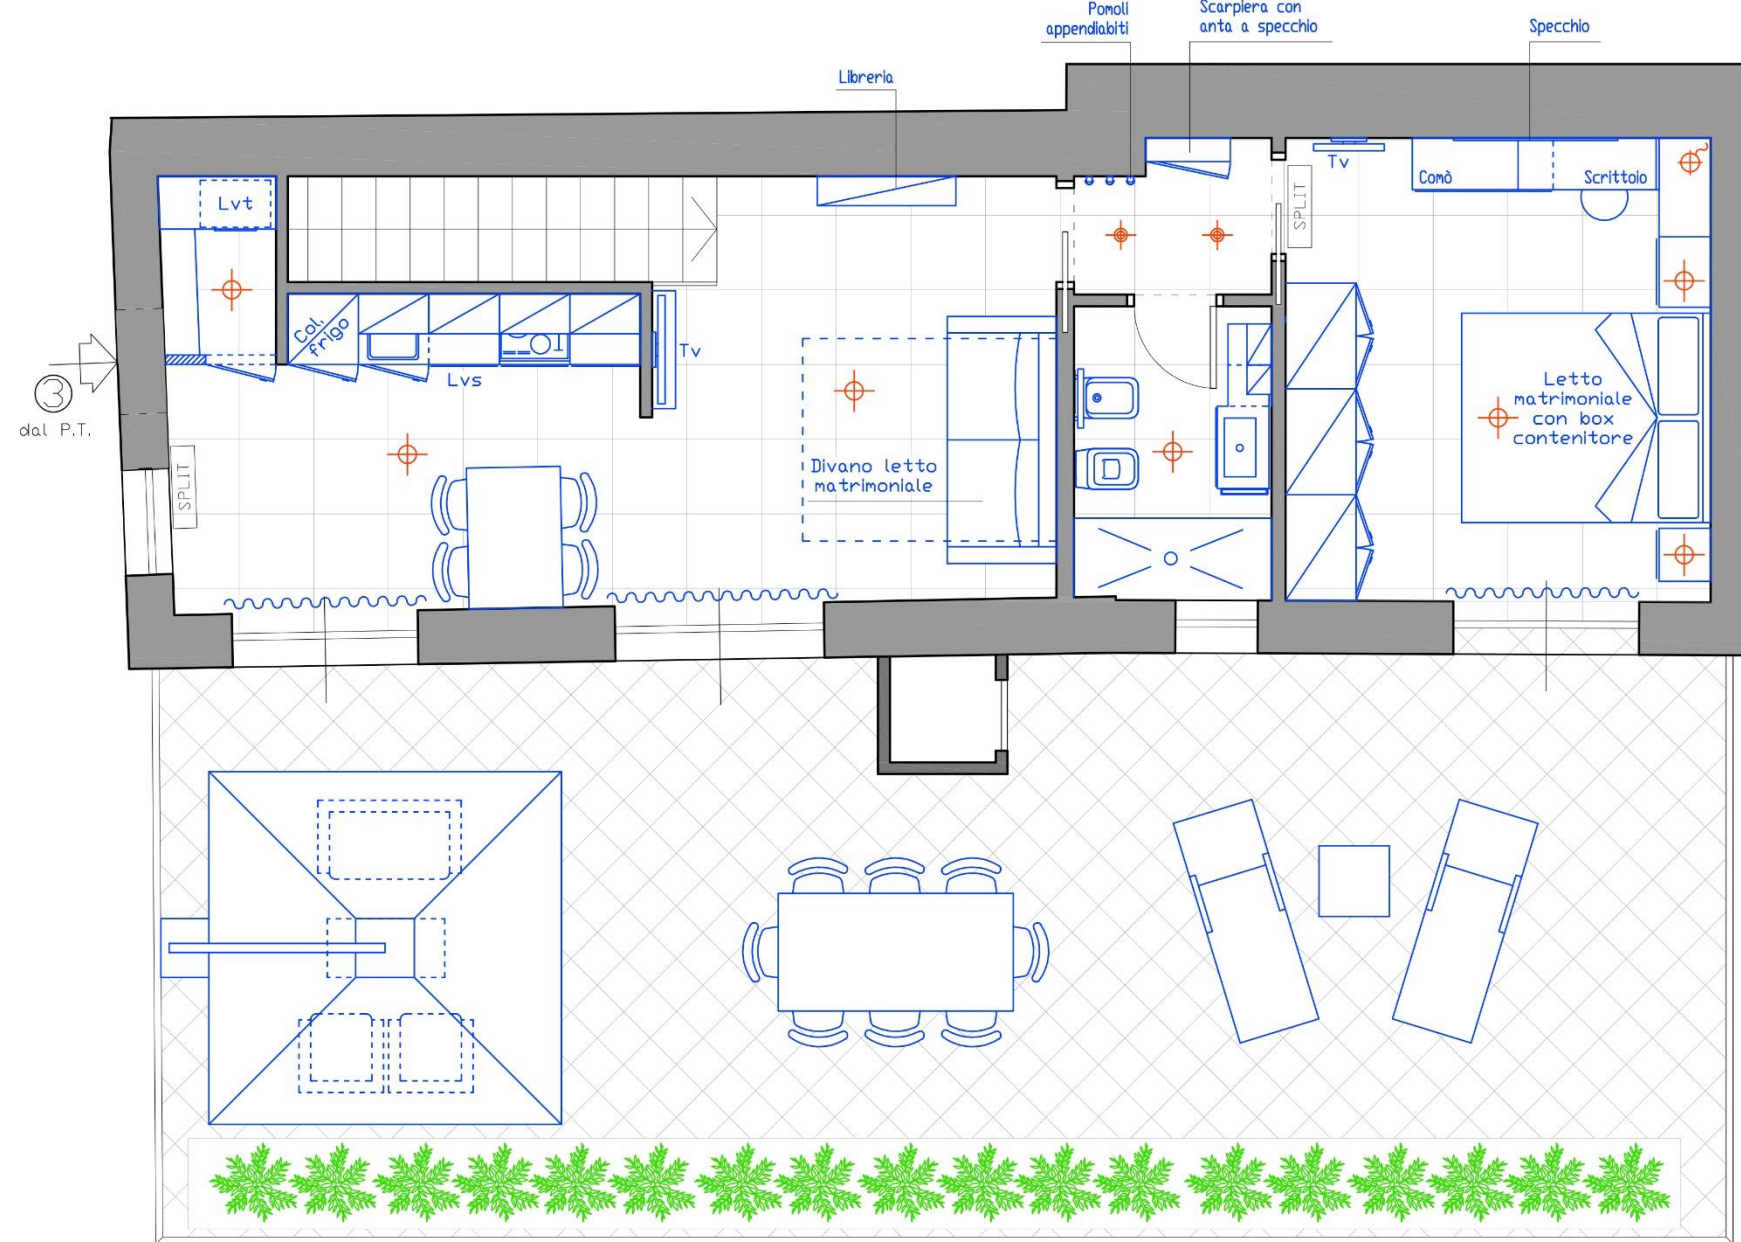 Pomoli
appendiabiti
Scarpiera con
anta a specchio
Specchio
Libreria
Lvt
Tv
Comò
Scrittoio
SPLIT
Col.
frigo
Tv
Lvs
3
dal P.T.
Letto
matrimoniale
con box
contenitore
Divano letto
matrimoniale
SPLIT